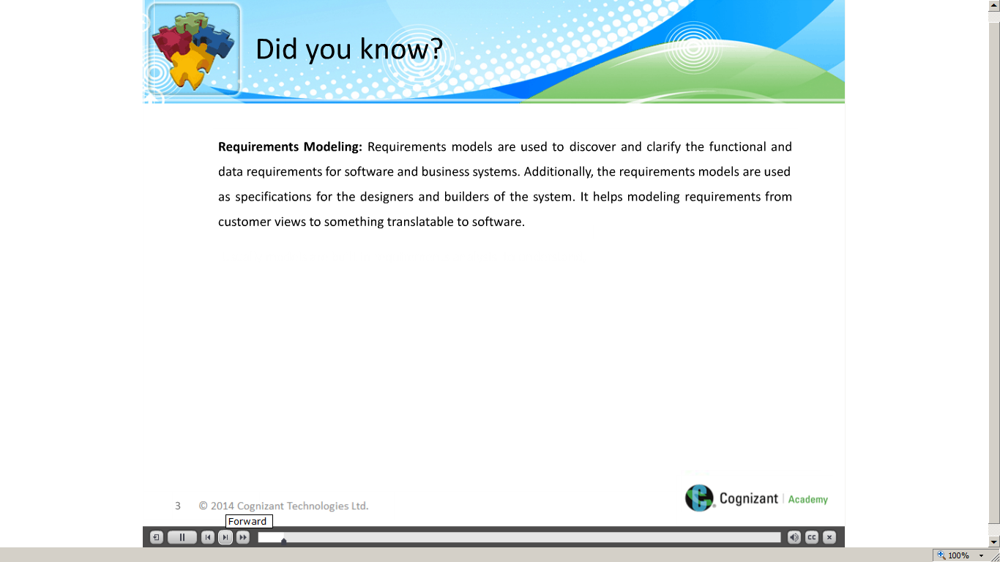 Did you know?
Requirements Modeling: Requirements models are used to discover and clarify the functional and
data requirements for software and business systems. Additionally, the requirements models are used
as specifications for the designers and builders of the system. It helps modeling requirements from
customer views to something translatable to software.
3 © 2014 Cognizant Technologies Ltd.
Cognizant | Academy
Forward
CC
100%